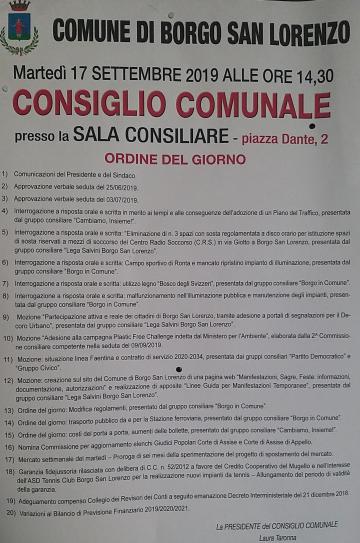 COMUNE DI BORGO SAN LORENZO
Martedì 17 SETTEMBRE 2019 ALLE ORE 14,30
CONSIGLIO COMUNALE
presso la SALA CONSILIARE - piazza Dante, 2
ORDINE DEL GIORNO
1) Comunicazioni del Presidente e del Sindaco.
2) Approvazione verbale seduta del 25/06/2019.
3) Approvazione verbale seduta del 03/07/2019.
4) Interrogazione a risposta orale e scritta in merito ai tempi e alle conseguenze dell'adozione di un Piano del Traffico, presentata
dal gruppo consiliare "Cambiamo, Insieme!".
5) Interrogazione a risposta orale e scritta: "Eliminazione di n. 3 spazi con sosta regolamentata a disco orario per istituzione spazi
di sosta riservati a mezzi di soccorso del Centro Radio Soccorso (C.R.S.) in via Giotto a Borgo San Lorenzo, presentata dal
gruppo consiliare "Lega Salvini Borgo San Lorenzo".
6) Interrogazione a risposta orale e scritta: Campo sportivo di Ronta e mancato ripristino impianto di illuminazione, presentata dal
gruppo consiliare "Borgo in Comune".
7) Interrogazione a risposta orale e scritta: utilizzo legno "Bosco degli Svizzeri", presentata dal gruppo consiliare "Borgo in Comune".
8) Interrogazione a risposta orale e scritta: malfunzionamento nell'illuminazione pubblica e manutenzione degli impianti, presen-
tata dal gruppo consiliare "Borgo in Comune"
9) Mozione "Partecipazione attiva e reale dei cittadini di Borgo San Lorenzo, tramite adesione a portali di segnalazioni per il De-
coro Urbano", presentata dal gruppo consiliare "Lega Salvini Borgo San Lorenzo".
10) Mozione "Adesione alla campagna Plastic Free Challenge indetta dal Ministero per l'Ambiente", elaborata dalla 2^ Commissio-
ne consiliare competente nella seduta del 09/09/2019.
11) Mozione: situazione linea Faentina e contratto di servizio 2020-2034, presentata dai gruppi consiliari "Partito Democratico" e
"Gruppo Civico".
12) Mozione: creazione sul sito del Comune di Borgo San Lorenzo di una pagina web "Manifestazioni, Sagre, Feste: informazioni,
documentazione, autorizzazioni" e realizzazione di apposite "Linee Guida per Manifestazioni Temporanee", presentata dal
gruppo consiliare "Lega Salvini Borgo San Lorenzo".
13) Ordine del giorno: Modifica regolamenti, presentato dal gruppo consiliare "Borgo in Comune".
14) Ordine del giorno: trasporto pubblico da e per la Stazione ferroviaria, presentato dal gruppo consiliare "Borgo in Comune".
15) Ordine del giorno: costi del porta a porta, aumenti delle bollette, presentato dal gruppo consiliare "Cambiamo, Insieme!".
16) Nomina Commissione per aggiornamento elenchi Giudici Popolari Corte di Assise e Corte di Assise di Appello.
17) Mercato settimanale del martedì – Proroga di sei mesi della sperimentazione del progetto di spostamento del mercato.
18) Garanzia fidejussoria rilasciata con delibera di C.C. n. 52/2012 a favore del Credito Cooperativo del Mugello e nell'interesse
dell'ASD Tennis Club Borgo San Lorenzo per la realizzazione nuovi impianti da tennis – Allungamento del periodo di validità
della garanzia.
19) Adeguamento compenso Collegio dei Revisori dei Conti a seguito emanazione Decreto Interministeriale del 21 dicembre 2018.
20) Variazioni al Bilancio di Previsione Finanziario 2019/2020/2021.
La PRESIDENTE del CONSIGLIO COMUNALE
Laura Taronna